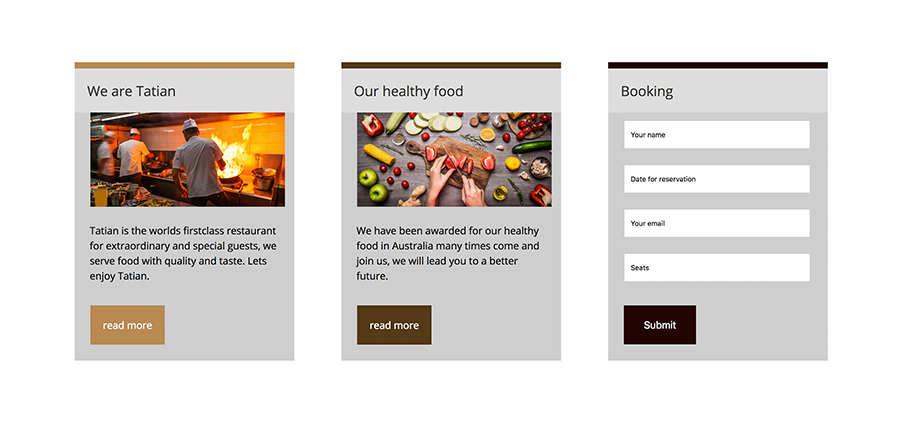 We are Tatian
Tatian is the worlds firstclass restaurant
for extraordinary and special guests, we
serve food with quality and taste. Lets
enjoy Tatian.
read more
Our healthy food
We have been awarded for our healthy
food in Australia many times come and
join us, we will lead you to a better
future.
read more
Booking
Your name
Date for reservation
Your email
Seats
Submit